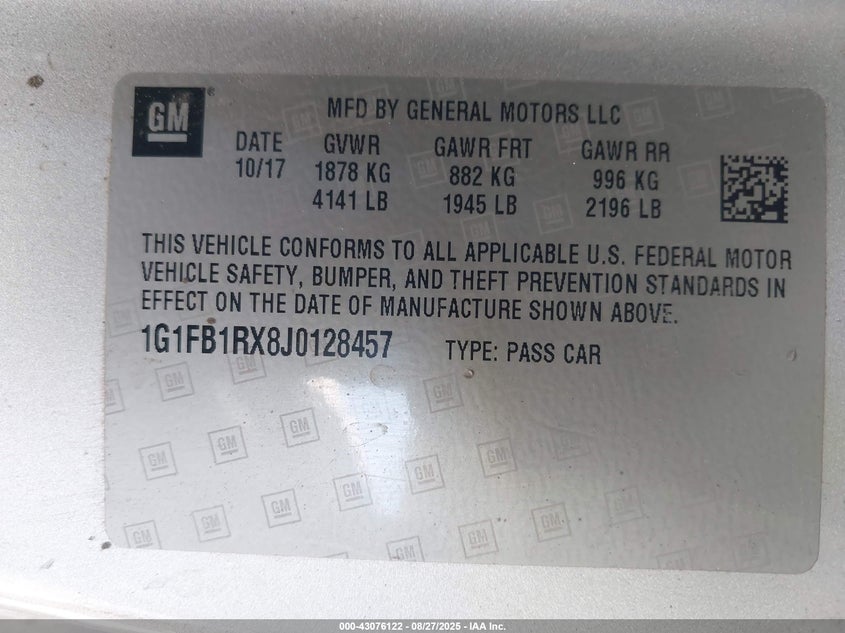 GM
MFD BY GENERAL MOTORS LLC
DATE GVWR GAWR FRT GAWR RR
10/17 1878 KG 882 KG 996 KG
4141 LB 1945 LB 2196 LB
THIS VEHICLE CONFORMS TO ALL APPLICABLE U.S. FEDERAL MOTOR
VEHICLE SAFETY, BUMPER, AND THEFT PREVENTION STANDARDS IN
EFFECT ON THE DATE OF MANUFACTURE SHOWN ABOVE.
1G1FB1RX8J0128457 TYPE: PASS CAR
000-43076122 — 08/27/2025 — IAA Inc.